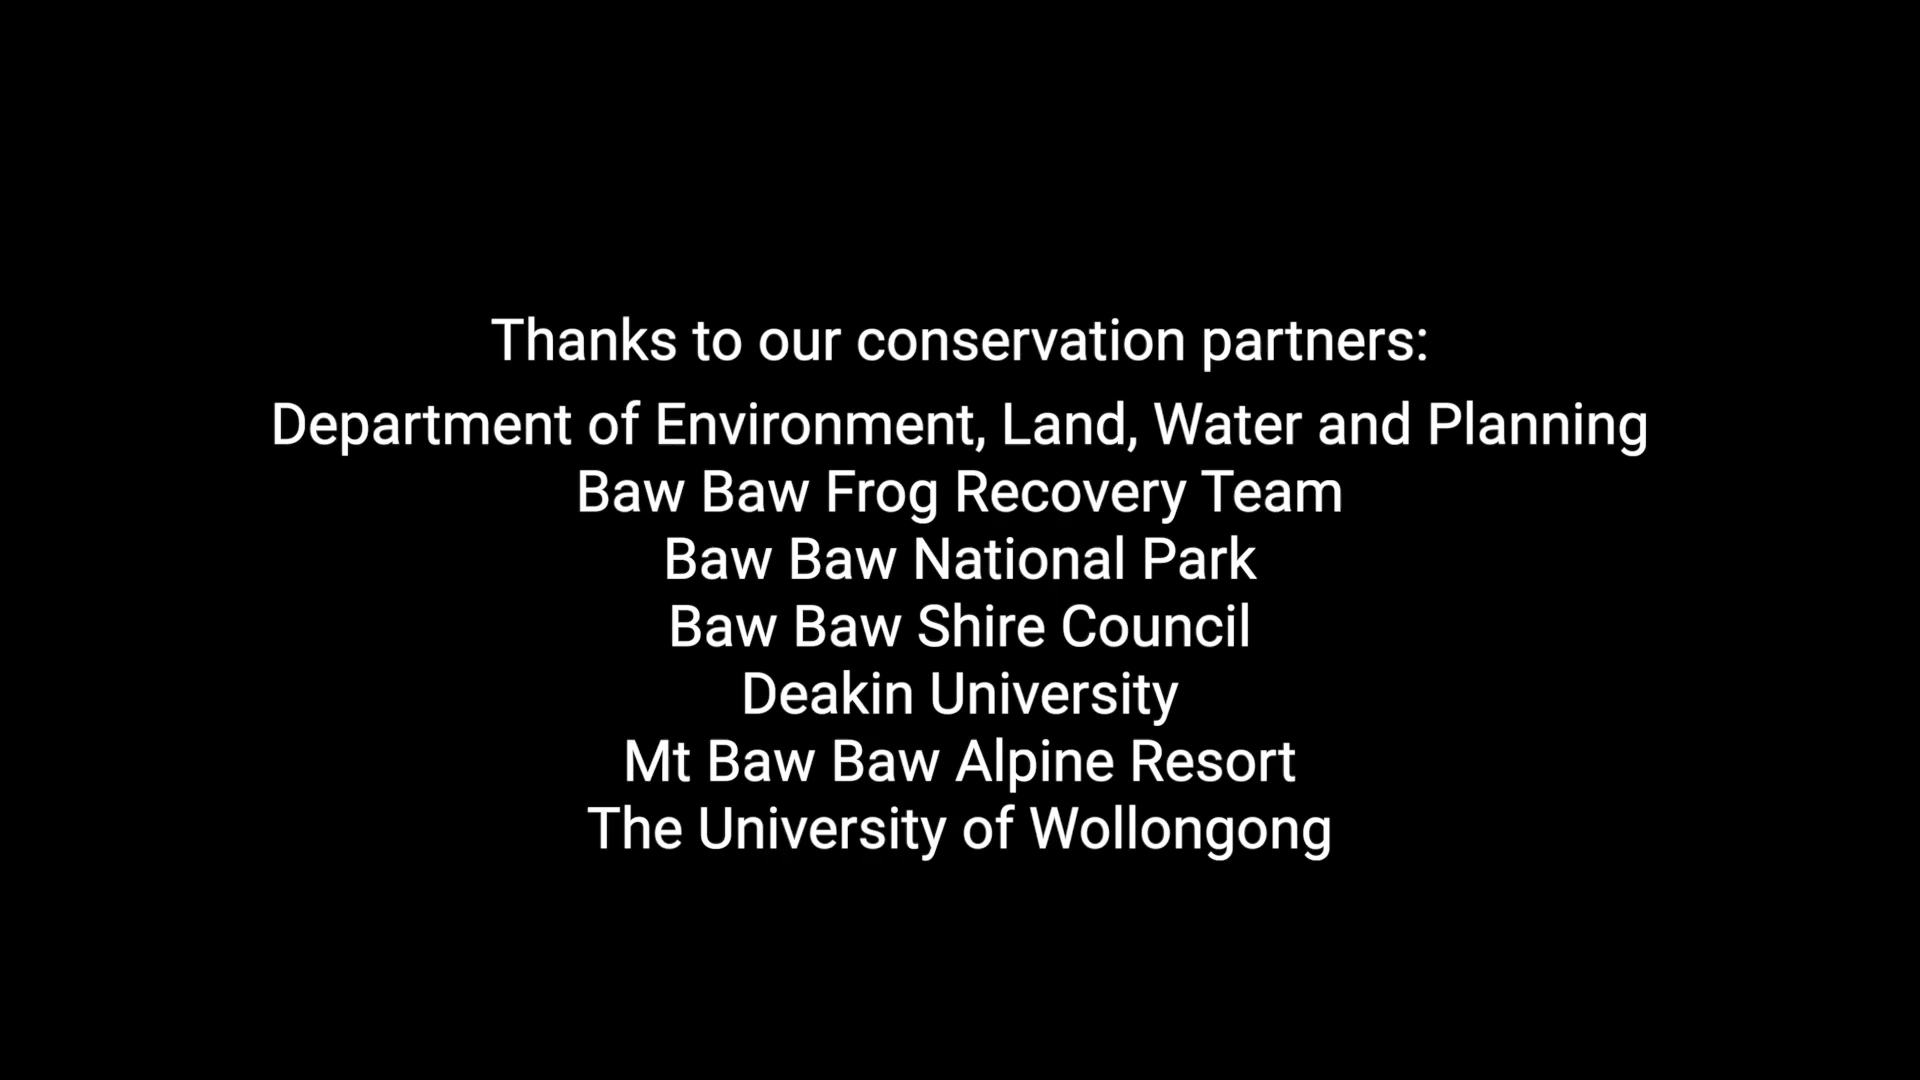 Thanks to our conservation partners:
Department of Environment, Land, Water and Planning
Baw Baw Frog Recovery Team
Baw Baw National Park
Baw Baw Shire Council
Deakin University
Mt Baw Baw Alpine Resort
The University of Wollongong